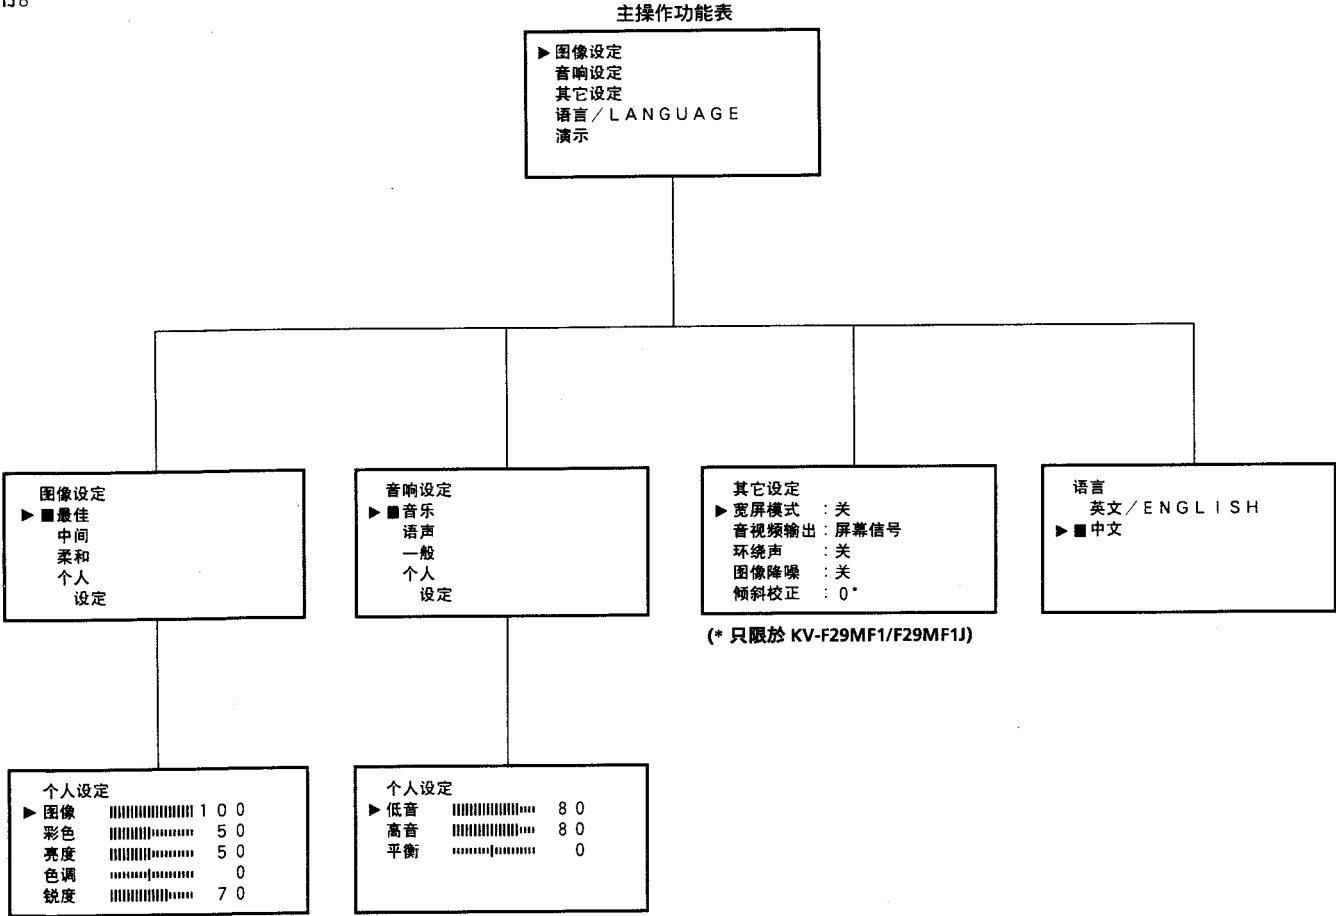 行。
主操作功能表
▶图像设定
音响设定
其它设定
语言/LANGUAGE
演示
图像设定
▶■最佳
中间
柔和
个人
设定
音响设定
▶■音乐
语声
一般
个人
设定
其它设定
▶宽屏模式 :关
音视频输出:屏幕信号
环绕声 :关
图像降噪 :关
倾斜校正 :0*
(* 只限於 KV-F29MF1/F29MF1J)
语言
英文/ENGLISH
▶■中文
个人设定
▶图像 100
彩色 50
亮度 50
色调 0
锐度 70
个人设定
▶低音 80
高音 80
平衡 0